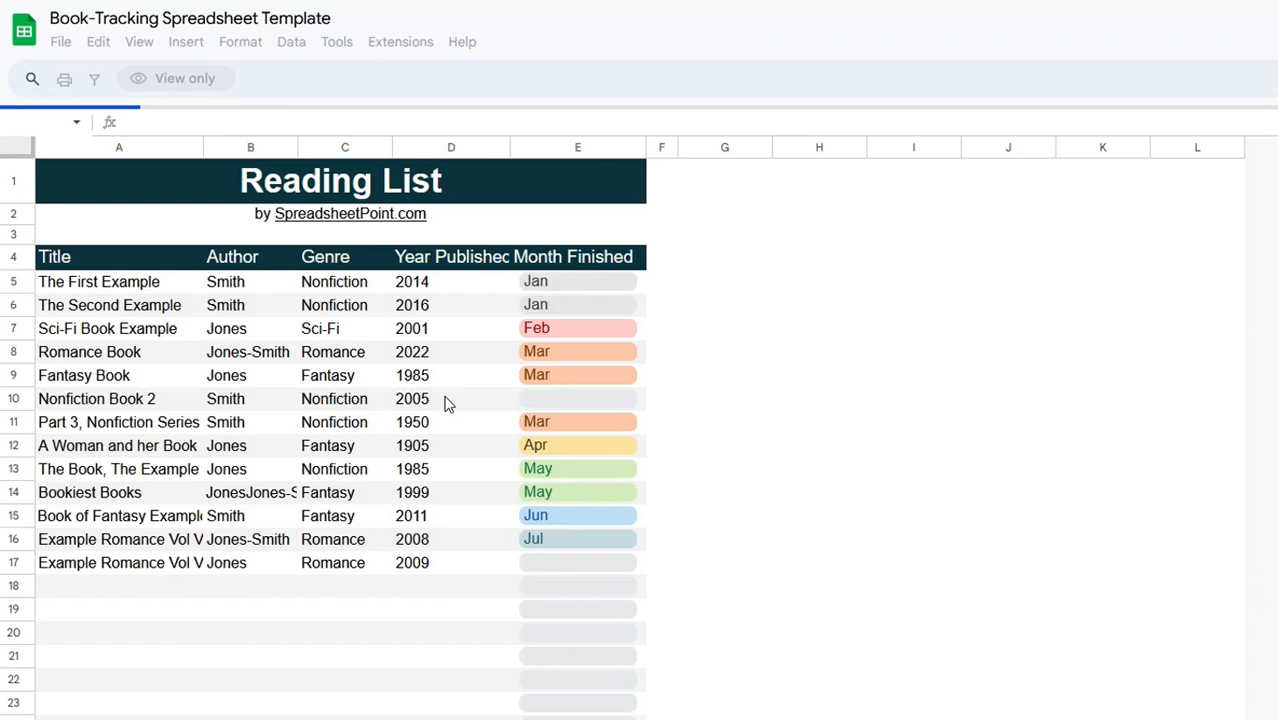 Book-Tracking Spreadsheet Template
File Edit View Insert Format Data Tools Extensions Help
View only
fx
A B C D E F G H I J K L
1 Reading List
2 by SpreadsheetPoint.com
3
4 Title Author Genre Year Published Month Finished
5 The First Example Smith Nonfiction 2014 Jan
6 The Second Example Smith Nonfiction 2016 Jan
7 Sci-Fi Book Example Jones Sci-Fi 2001 Feb
8 Romance Book Jones-Smith Romance 2022 Mar
9 Fantasy Book Jones Fantasy 1985 Mar
10 Nonfiction Book 2 Smith Nonfiction 2005
11 Part 3, Nonfiction Series Smith Nonfiction 1950 Mar
12 A Woman and her Book Jones Fantasy 1905 Apr
13 The Book, The Example Jones Nonfiction 1985 May
14 Bookiest Books JonesJones-S Fantasy 1999 May
15 Book of Fantasy Example Smith Fantasy 2011 Jun
16 Example Romance Vol V Jones-Smith Romance 2008 Jul
17 Example Romance Vol V Jones Romance 2009
18
19
20
21
22
23